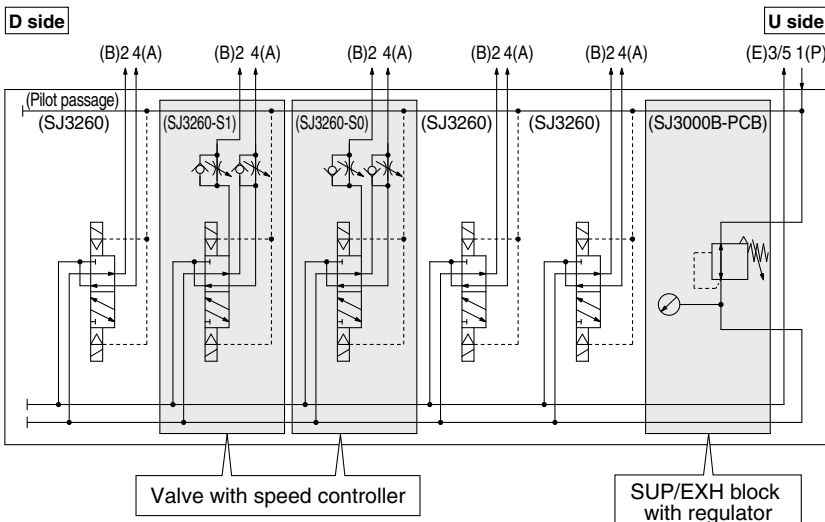 D side
U side
(B)2 4(A)
(B)2 4(A)
(B)2 4(A)
(B)2 4(A)
(B)2 4(A)
(E)3/5 1(P)
(Pilot passage)
(SJ3260)
(SJ3260-S1)
(SJ3260-S0)
(SJ3260)
(SJ3260)
(SJ3000B-PCB)
Valve with speed controller
SUP/EXH block
with regulator